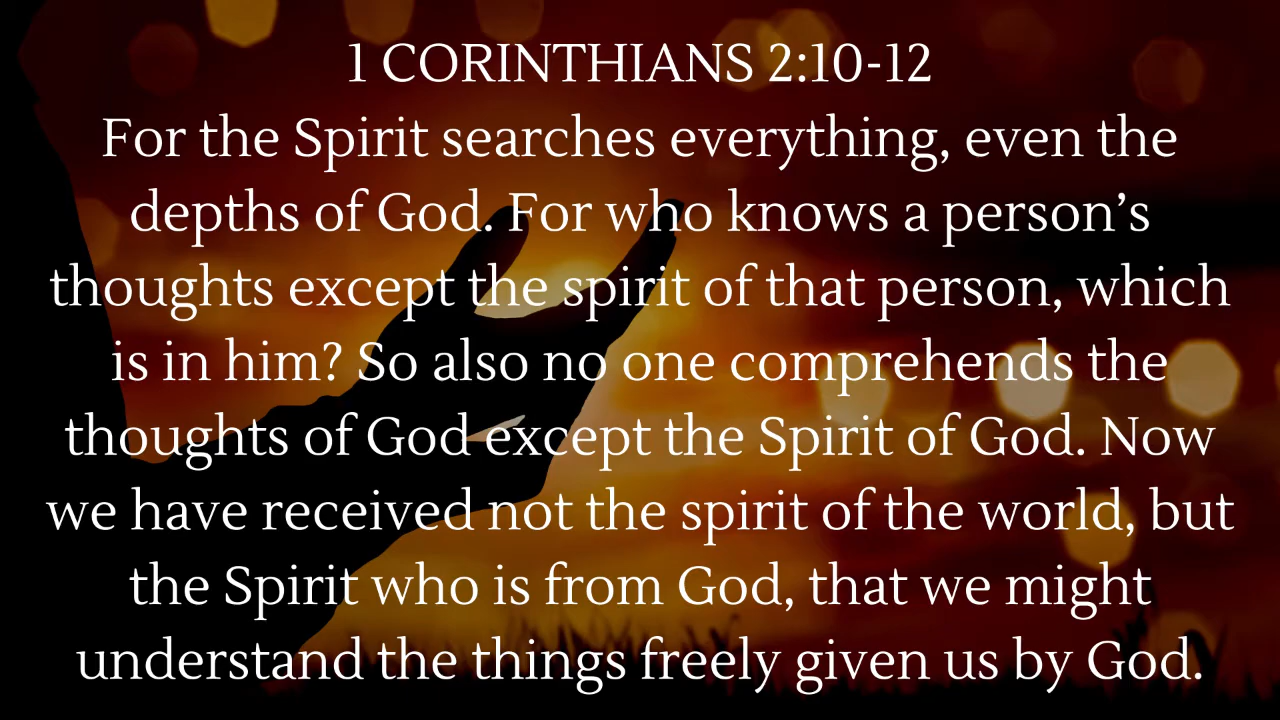 1 CORINTHIANS 2:10-12
For the Spirit searches everything, even the
depths of God. For who knows a person’s
thoughts except the spirit of that person, which
is in him? So also no one comprehends the
thoughts of God except the Spirit of God. Now
we have received not the spirit of the world, but
the Spirit who is from God, that we might
understand the things freely given us by God.